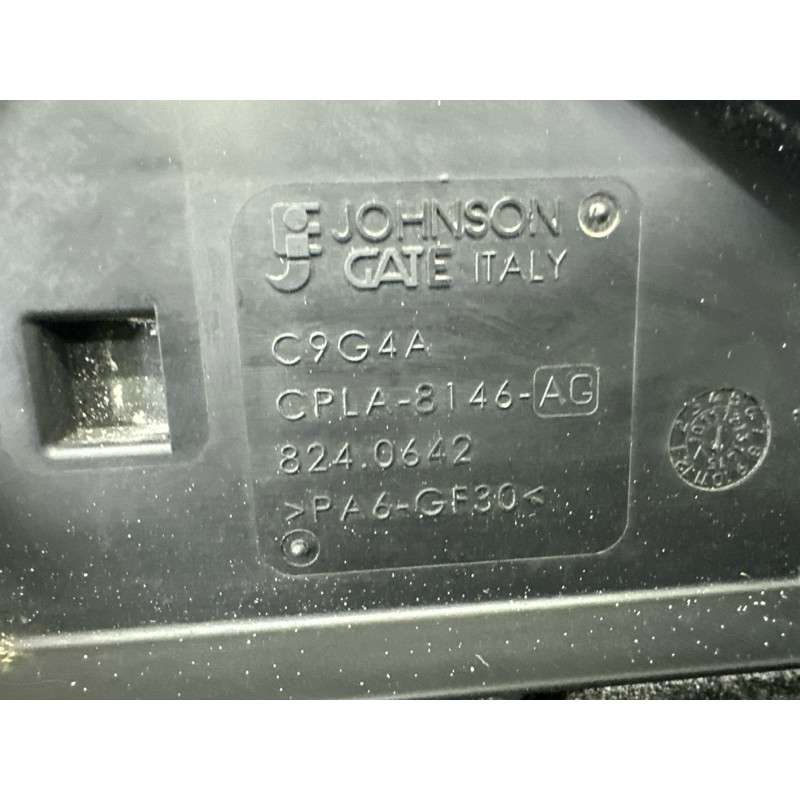 JOHNSON
GATE ITALY
C9G4A
CPLA-8146-AG
824.0642
>PA6-GF30<